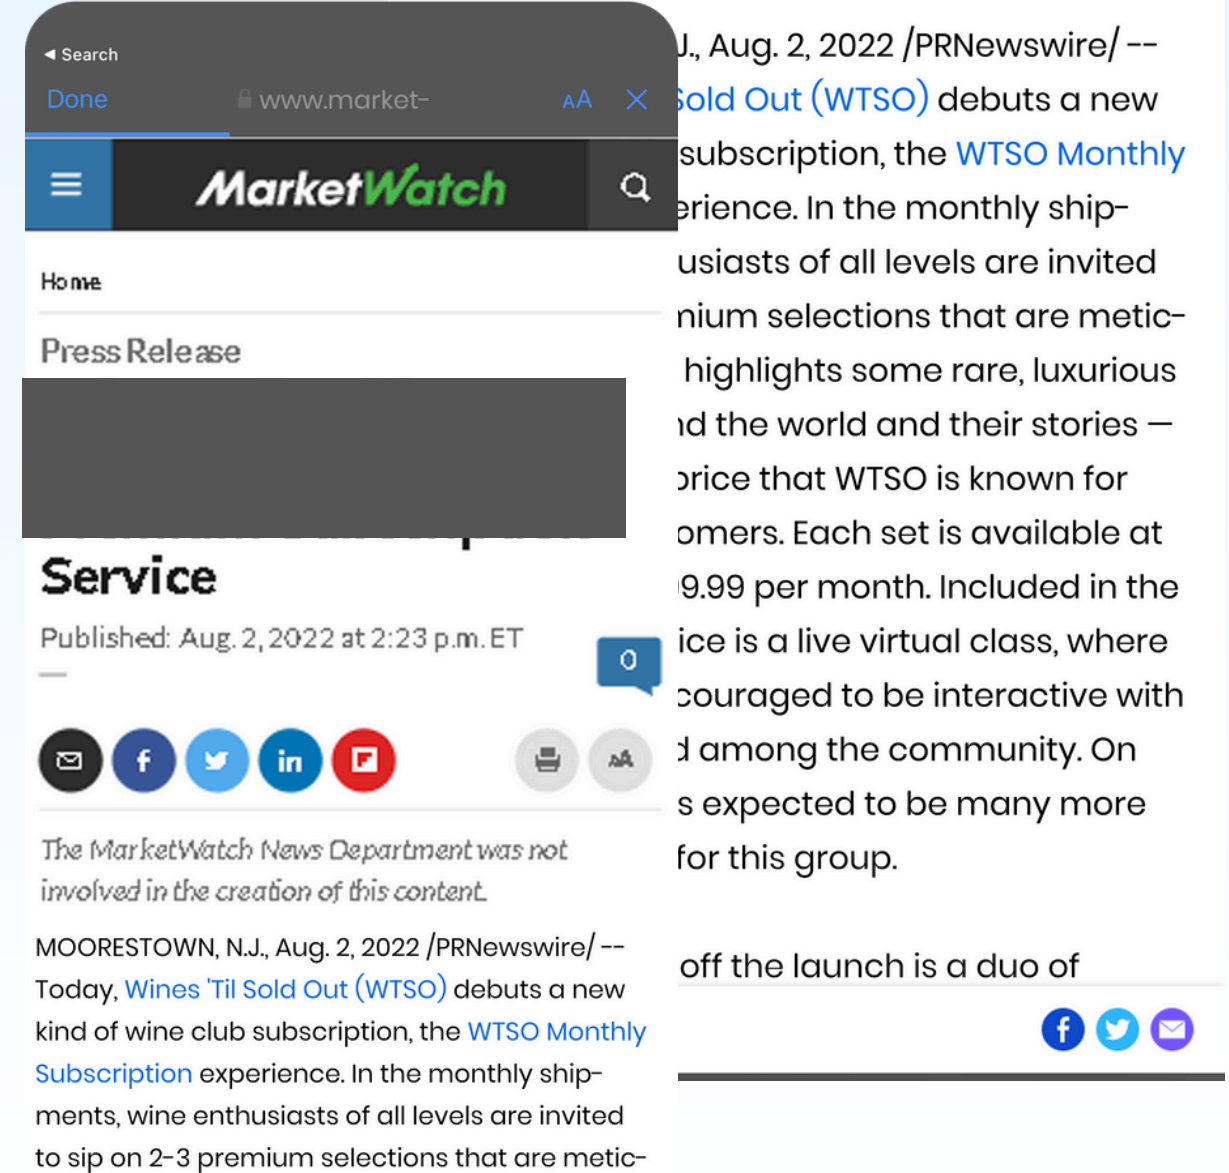 Search
Done
www.market-
AA
MarketWatch
Home
Press Release
Service
Published: Aug. 2, 2022 at 2:23 p.m. ET
0
in
AA
The MarketWatch News Department was not
involved in the creation of this content.
MOORESTOWN, N.J., Aug. 2, 2022 /PRNewswire/ --
Today, Wines 'Til Sold Out (WTSO) debuts a new
kind of wine club subscription, the WTSO Monthly
Subscription experience. In the monthly ship-
ments, wine enthusiasts of all levels are invited
to sip on 2-3 premium selections that are metic-
J., Aug. 2, 2022 /PRNewswire/ --
Sold Out (WTSO) debuts a new
subscription, the WTSO Monthly
erience. In the monthly ship-
usiasts of all levels are invited
mium selections that are metic-
highlights some rare, luxurious
nd the world and their stories —
price that WTSO is known for
omers. Each set is available at
9.99 per month. Included in the
ice is a live virtual class, where
couraged to be interactive with
d among the community. On
s expected to be many more
for this group.
off the launch is a duo of